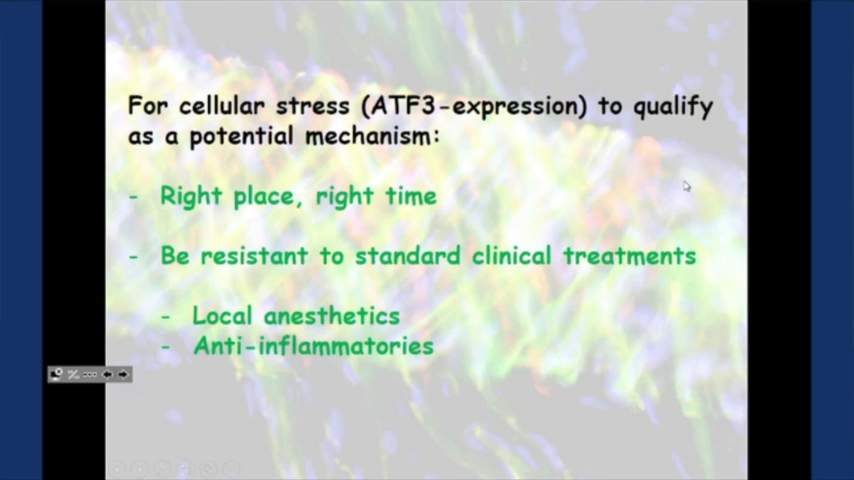 For cellular stress (ATF3-expression) to qualify
as a potential mechanism:
- Right place, right time
- Be resistant to standard clinical treatments
- Local anesthetics
- Anti-inflammatories